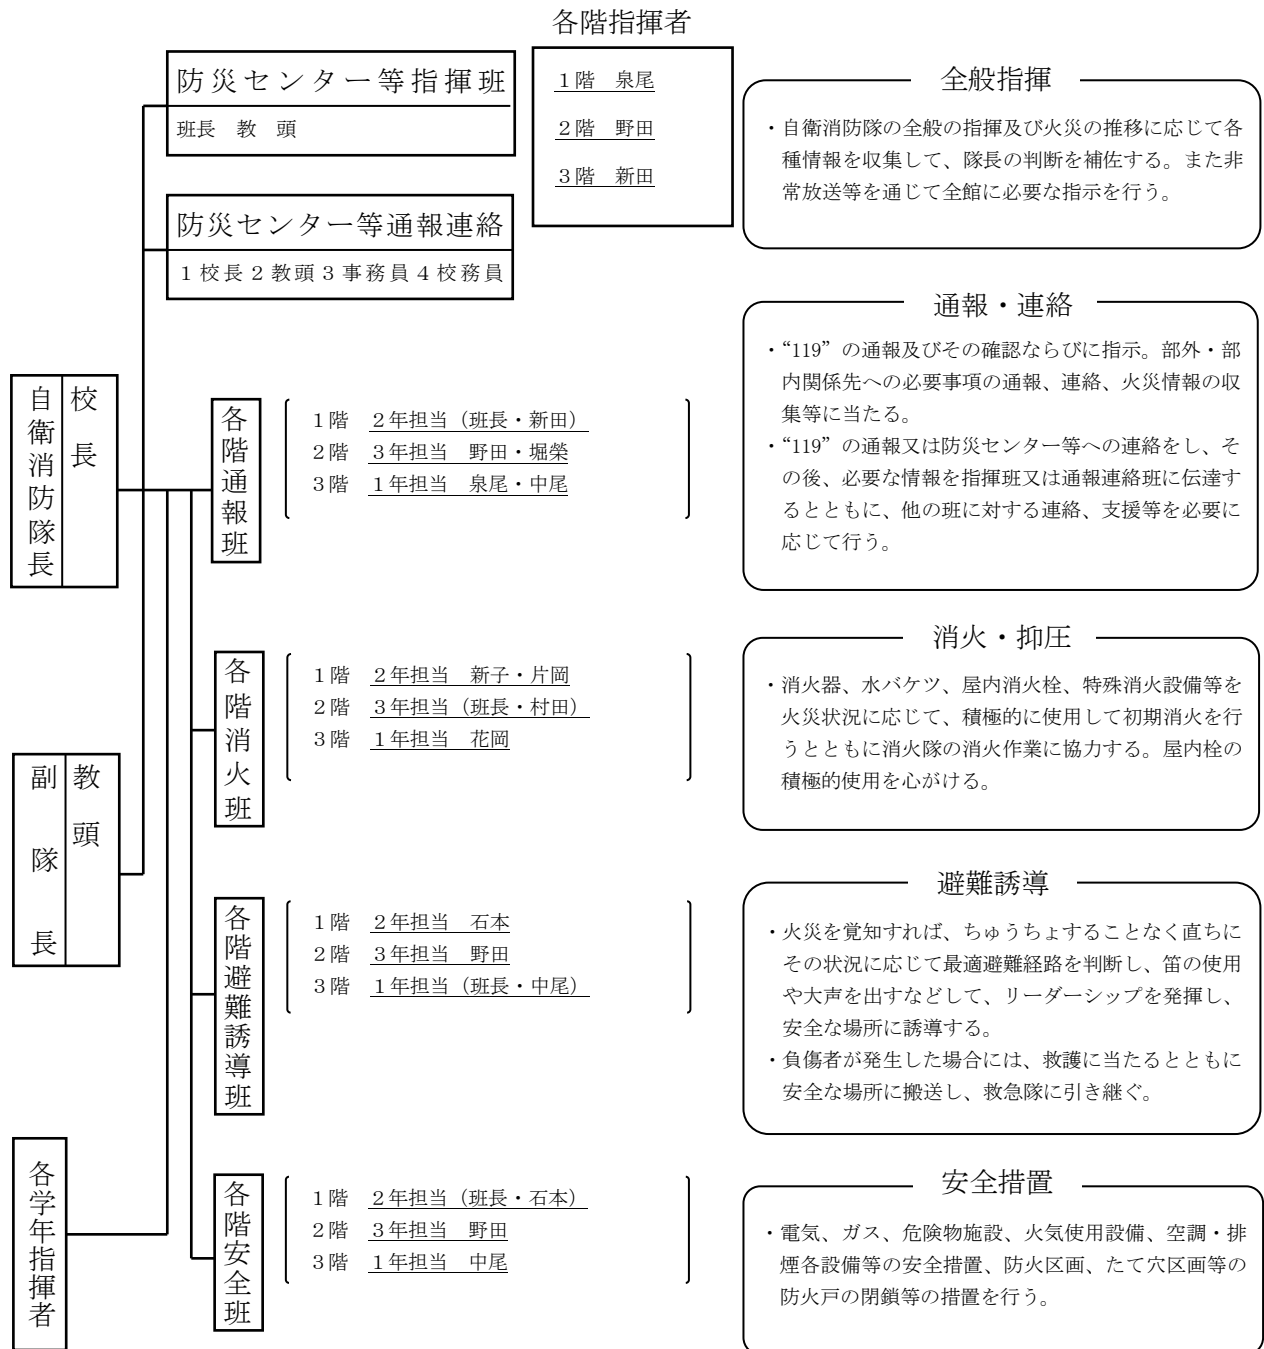 各階指揮者
防災センター等指揮班
班長　教　頭
1階　泉尾
2階　野田
3階　新田
全般指揮
・自衛消防隊の全般の指揮及び火災の推移に応じて各
種情報を収集して、隊長の判断を補佐する。また非
常放送等を通じて全館に必要な指示を行う。
防災センター等通報連絡
1校長2教頭3事務員4校務員
通報・連絡
・“119”の通報及びその確認ならびに指示。部外・部
内関係先への必要事項の通報、連絡、火災情報の収
集等に当たる。
・“119”の通報又は防災センター等への連絡をし、そ
の後、必要な情報を指揮班又は通報連絡班に伝達す
るとともに、他の班に対する連絡、支援等を必要に
応じて行う。
自衛消防隊長
校長
各階通報班
1階　2年担当（班長・新田）
2階　3年担当　野田・堀榮
3階　1年担当　泉尾・中尾
各階消火班
1階　2年担当　新子・片岡
2階　3年担当（班長・村田）
3階　1年担当　花岡
消火・抑圧
・消火器、水バケツ、屋内消火栓、特殊消火設備等を
火災状況に応じて、積極的に使用して初期消火を行
うとともに消火隊の消火作業に協力する。屋内栓の
積極的使用を心がける。
副隊長
教頭
各階避難誘導班
1階　2年担当　石本
2階　3年担当　野田
3階　1年担当（班長・中尾）
避難誘導
・火災を覚知すれば、ちゅうちょすることなく直ちに
その状況に応じて最適避難経路を判断し、笛の使用
や大声を出すなどして、リーダーシップを発揮し、
安全な場所に誘導する。
・負傷者が発生した場合には、救護に当たるとともに
安全な場所に搬送し、救急隊に引き継ぐ。
各学年指揮者
各階安全班
1階　2年担当（班長・石本）
2階　3年担当　野田
3階　1年担当　中尾
安全措置
・電気、ガス、危険物施設、火気使用設備、空調・排
煙各設備等の安全措置、防火区画、たて穴区画等の
防火戸の閉鎖等の措置を行う。